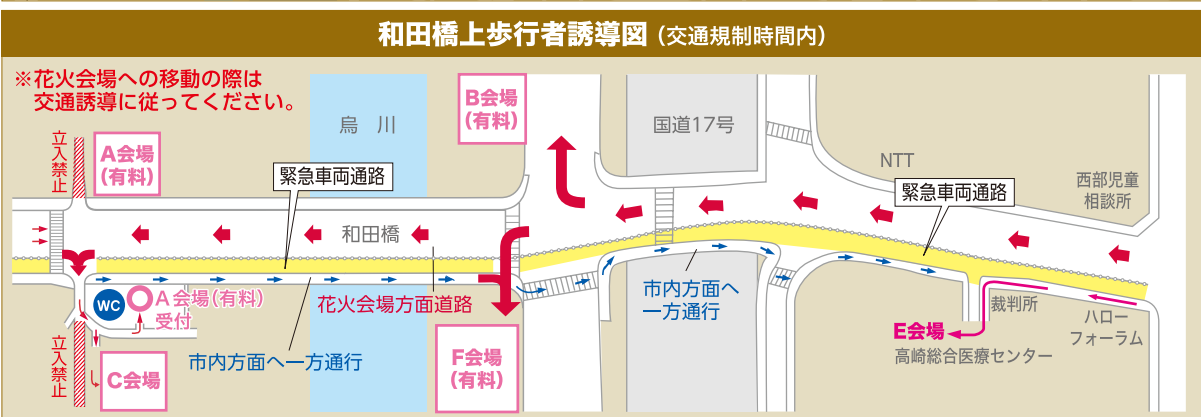 和田橋上歩行者誘導図（交通規制時間内）
※花火会場への移動の際は
交通誘導に従ってください。
立入禁止
A会場
（有料）
烏 川
B会場
（有料）
国道17号
NTT
西部児童
相談所
緊急車両通路
緊急車両通路
和田橋
WC
A会場（有料）
受付
花火会場方面道路
市内方面へ
一方通行
裁判所
ハロー
フォーラム
E会場
高崎総合医療センター
立入禁止
C会場
市内方面へ一方通行
F会場
（有料）